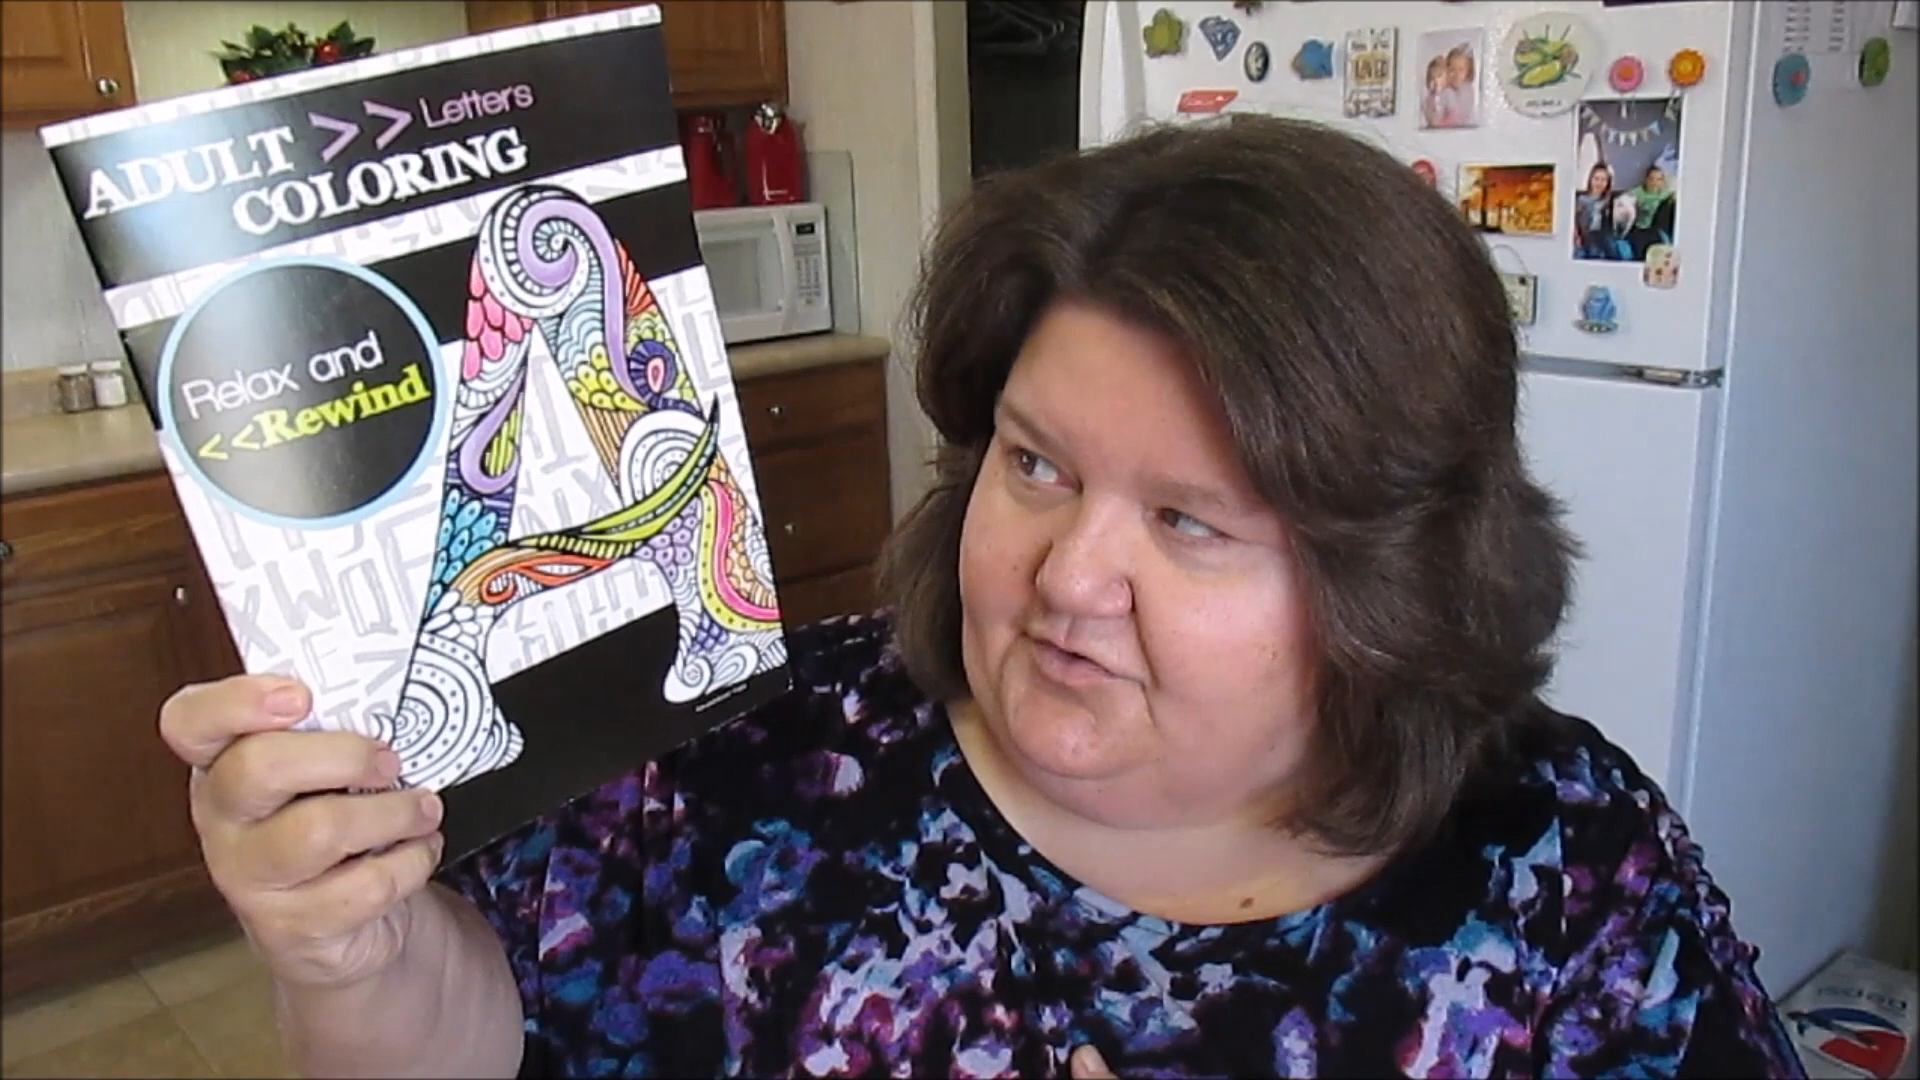 ADULT >> Letters
COLORING
Relax and
<<Rewind